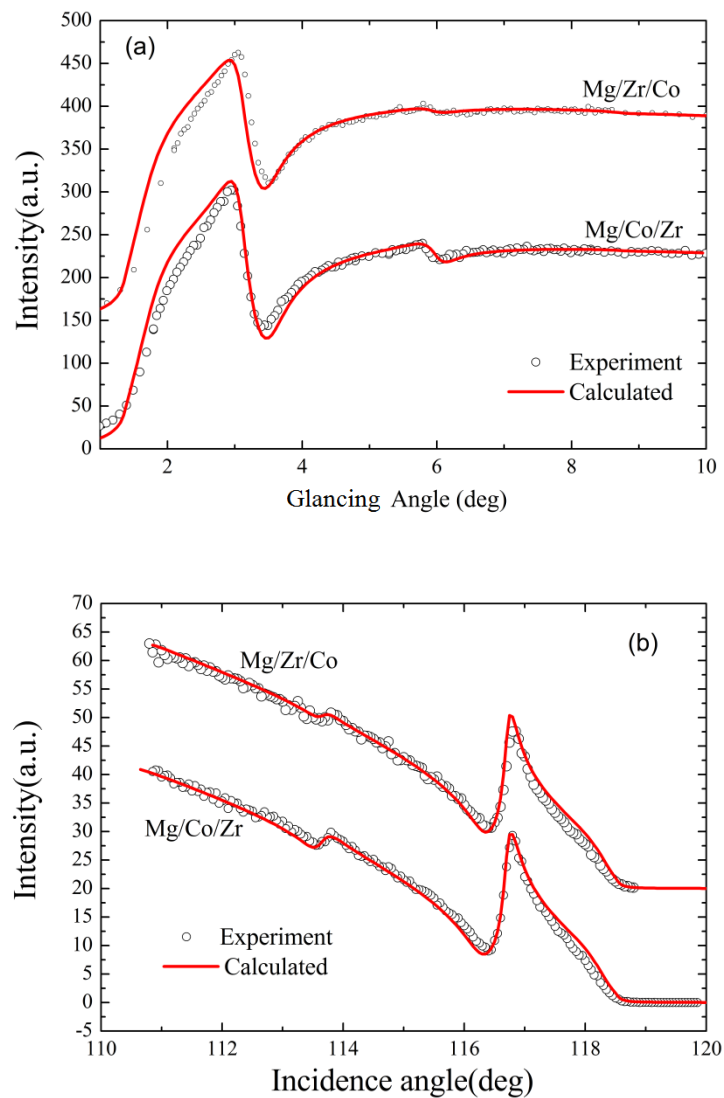 (a)
500
450
400
350
300
250
200
150
100
50
0
Intensity(a.u.)
Mg/Zr/Co
Mg/Co/Zr
Experiment
Calculated
2 4 6 8 10
Glancing Angle (deg)
(b)
70
65
60
55
50
45
40
35
30
25
20
15
10
5
0
-5
Intensity(a.u.)
Mg/Zr/Co
Mg/Co/Zr
Experiment
Calculated
110 112 114 116 118 120
Incidence angle(deg)